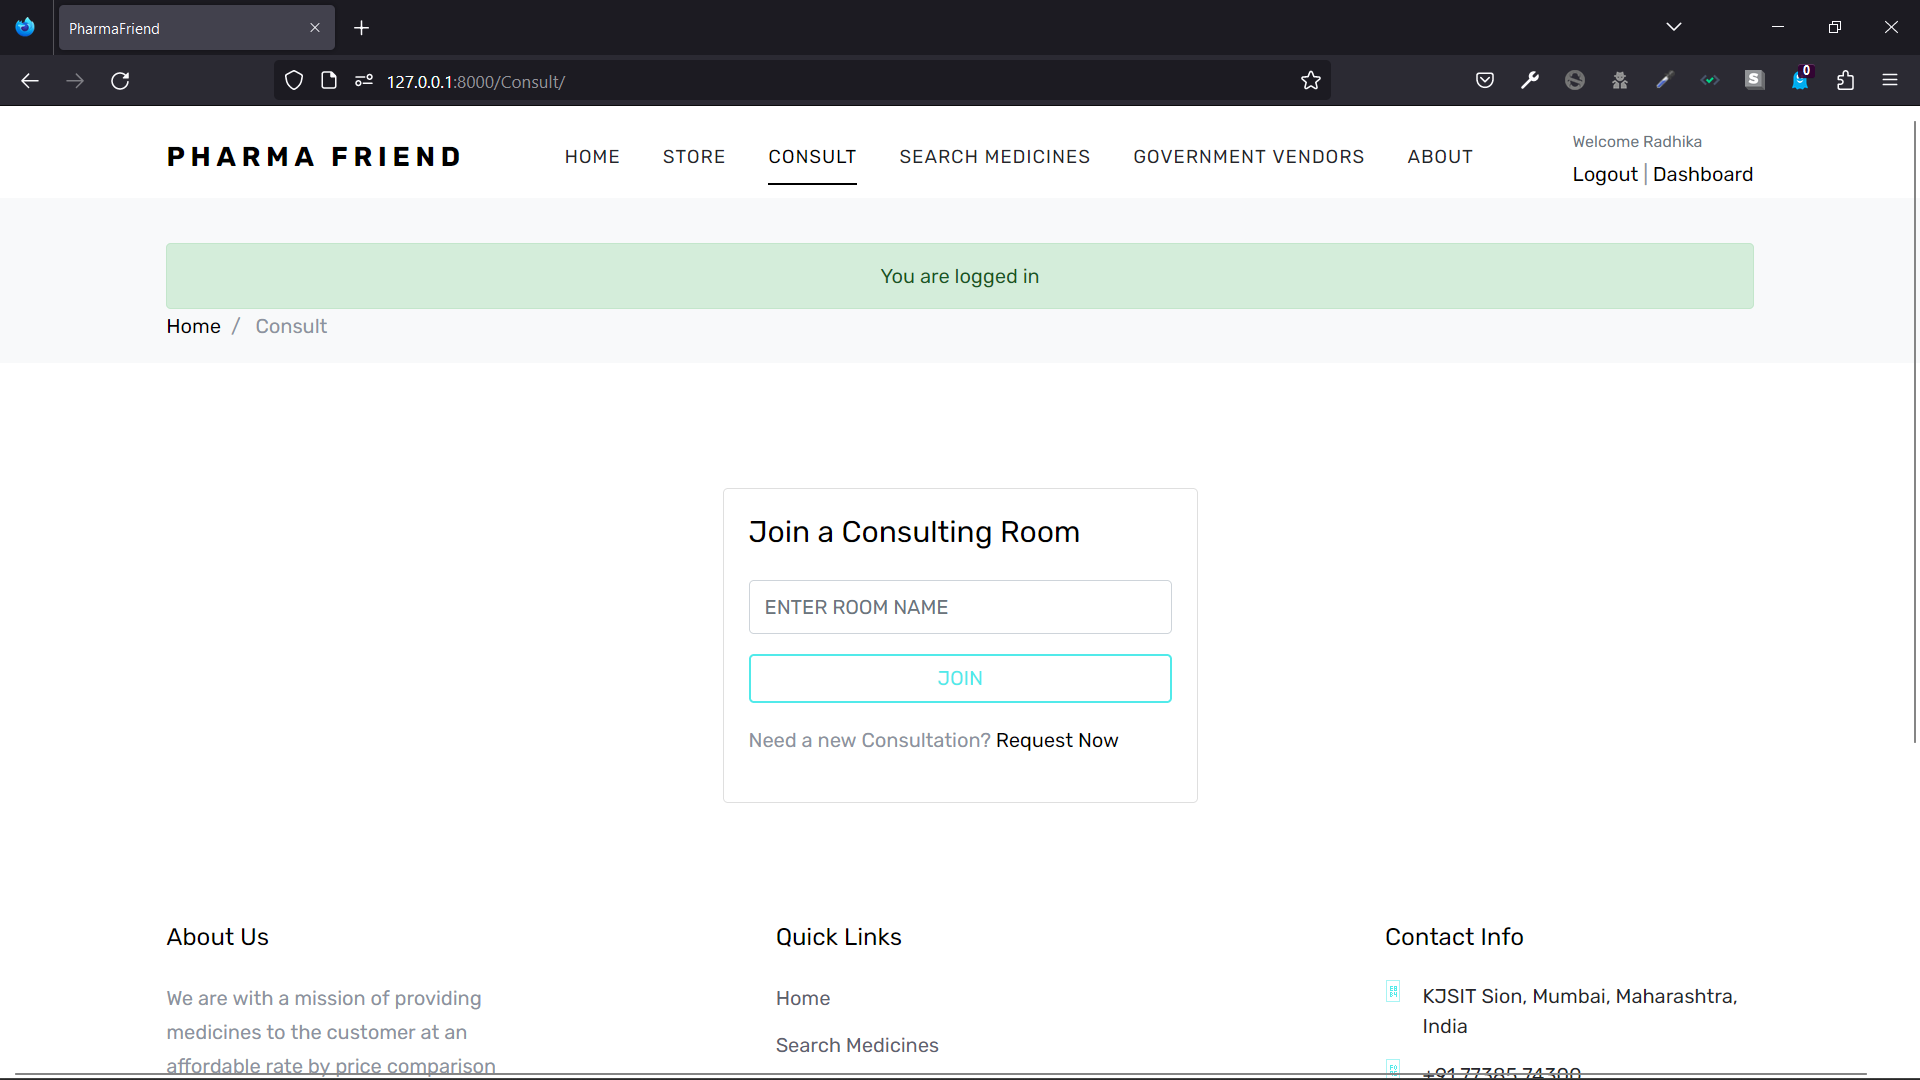 PharmaFriend
127.0.0.1:8000/Consult/
S
0
PHARMA FRIEND
HOME
STORE
CONSULT
SEARCH MEDICINES
GOVERNMENT VENDORS
ABOUT
Welcome Radhika
Logout | Dashboard
You are logged in
Home / Consult
Join a Consulting Room
ENTER ROOM NAME
JOIN
Need a new Consultation? Request Now
About Us
We are with a mission of providing
medicines to the customer at an
affordable rate by price comparison
Quick Links
Home
Search Medicines
Contact Info
KJSIT Sion, Mumbai, Maharashtra,
India
+91 77385 74300